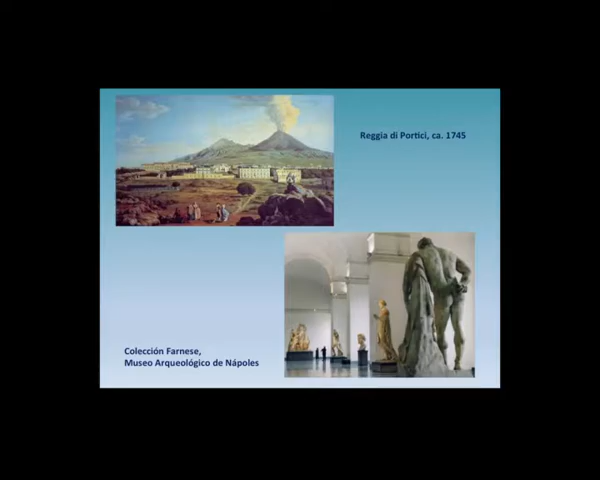 Reggia di Portici, ca. 1745
Colección Farnese,
Museo Arqueológico de Nápoles